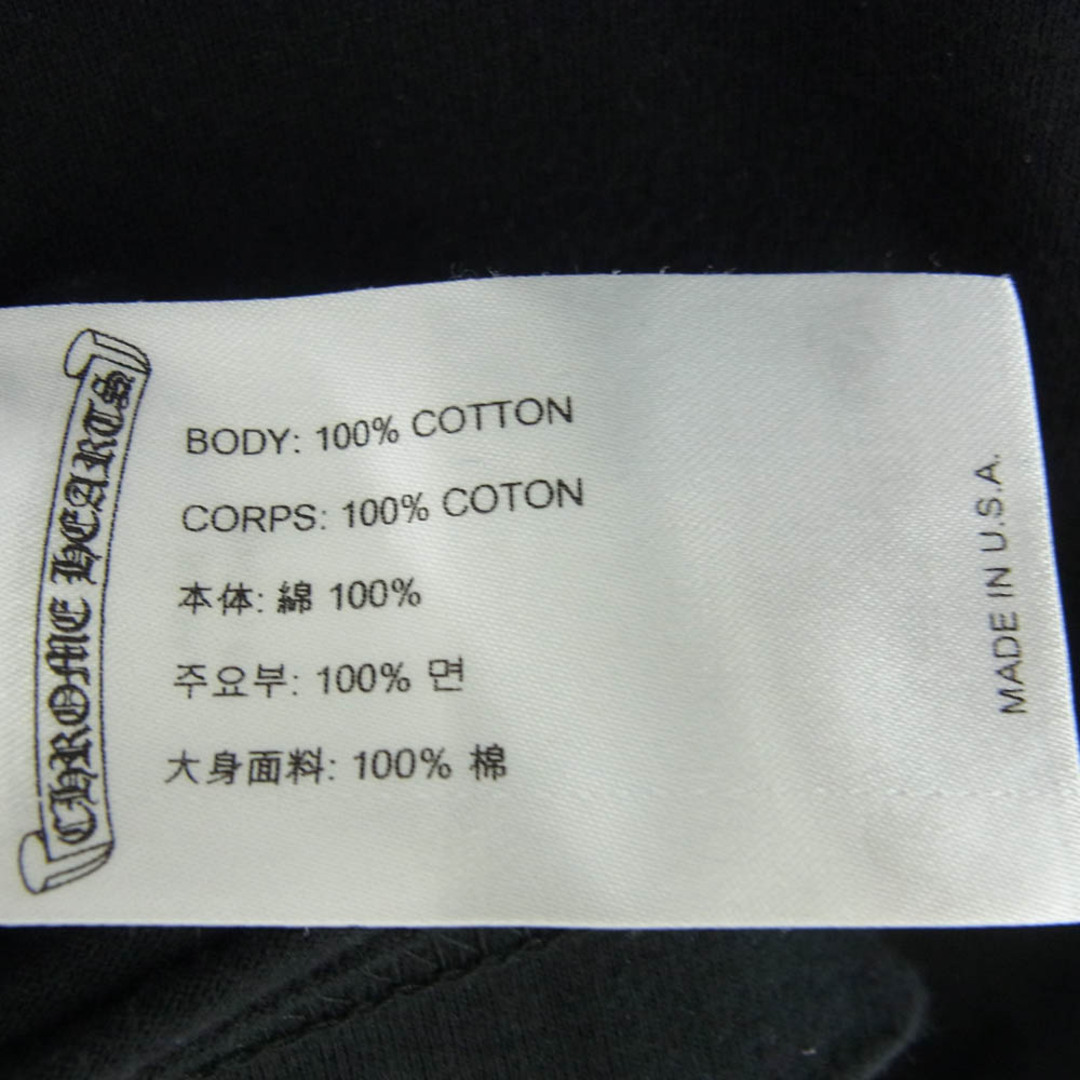 CHROME HEARTS
BODY: 100% COTTON
CORPS: 100% COTON
本体: 綿 100%
주요부: 100% 면
大身面料: 100% 棉
MADE IN U.S.A.